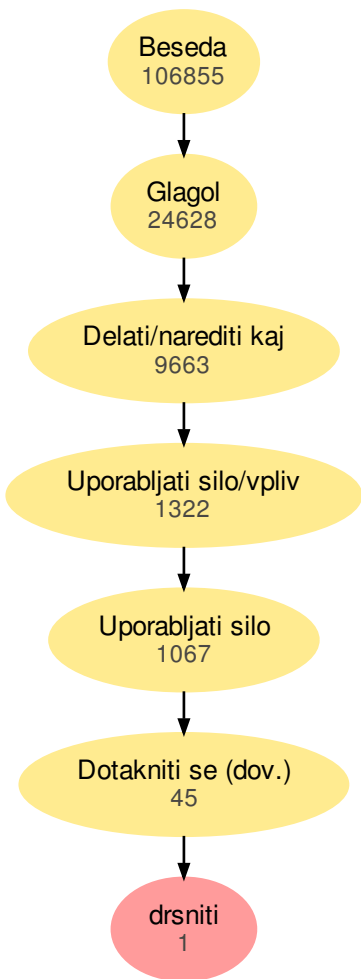 Beseda
106855
Glagol
24628
Delati/narediti kaj
9663
Uporabljati silo/vpliv
1322
Uporabljati silo
1067
Dotakniti se (dov.)
45
drsniti
1